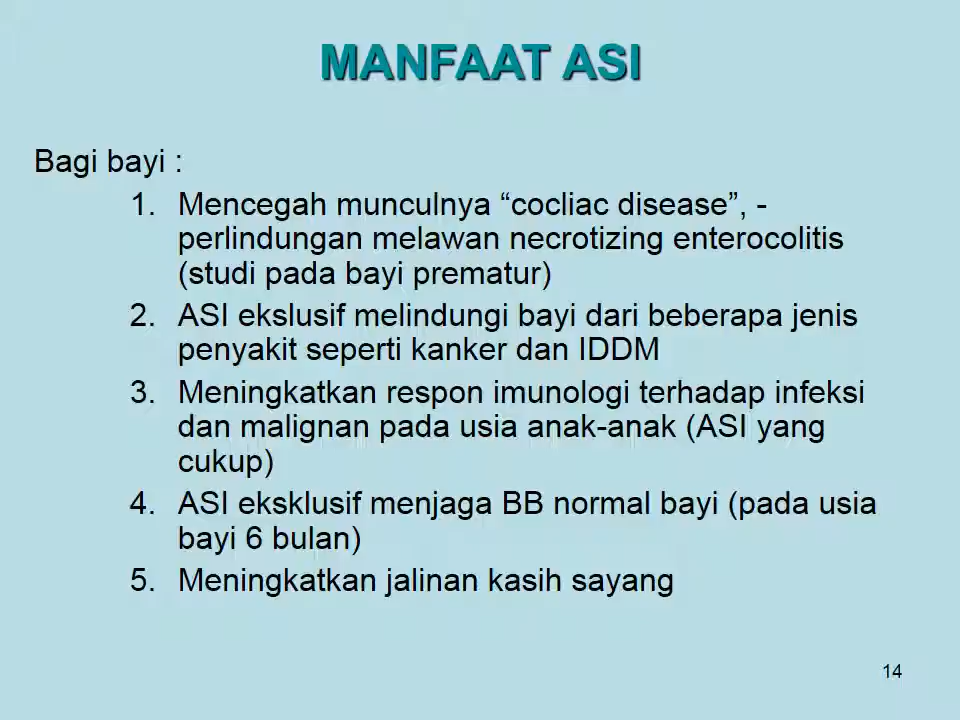 MANFAAT ASI
Bagi bayi :
1. Mencegah munculnya “cocliac disease”, -
perlindungan melawan necrotizing enterocolitis
(studi pada bayi prematur)
2. ASI ekslusif melindungi bayi dari beberapa jenis
penyakit seperti kanker dan IDDM
3. Meningkatkan respon imunologi terhadap infeksi
dan malignan pada usia anak-anak (ASI yang
cukup)
4. ASI eksklusif menjaga BB normal bayi (pada usia
bayi 6 bulan)
5. Meningkatkan jalinan kasih sayang
14